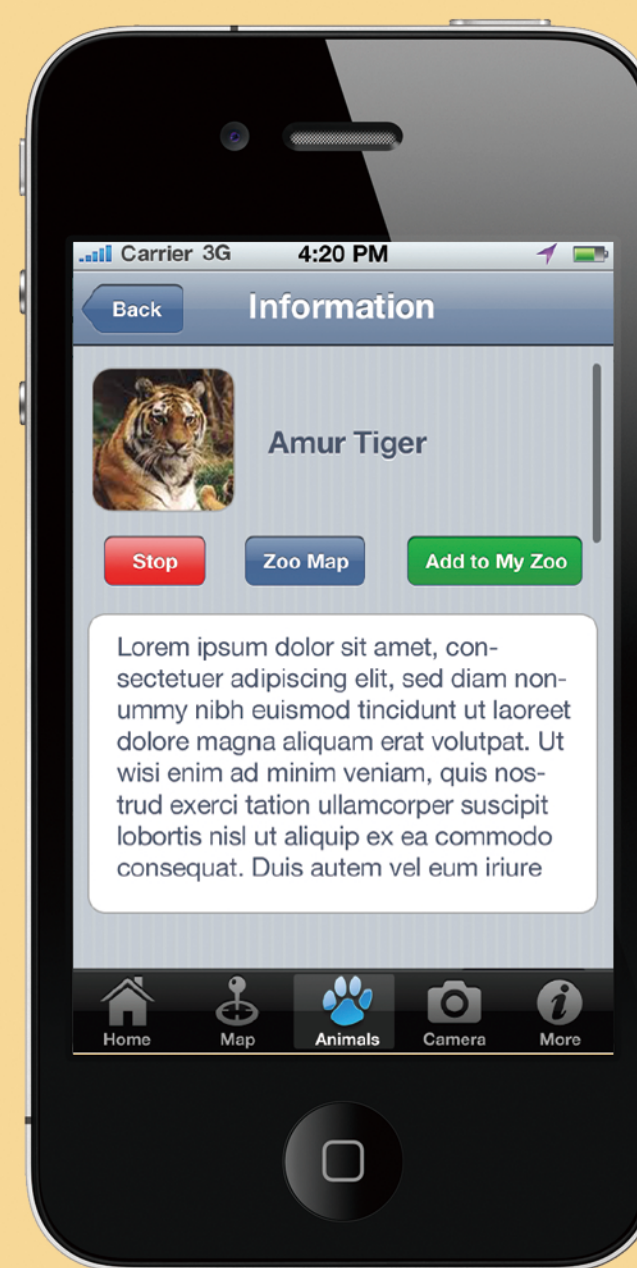 Carrier 3G 4:20 PM
Back Information
Amur Tiger
Stop Zoo Map Add to My Zoo
Lorem ipsum dolor sit amet, con-
sectetuer adipiscing elit, sed diam non-
ummy nibh euismod tincidunt ut laoreet
dolore magna aliquam erat volutpat. Ut
wisi enim ad minim veniam, quis nos-
trud exerci tation ullamcorper suscipit
lobortis nisl ut aliquip ex ea commodo
consequat. Duis autem vel eum iriure
Home Map Animals Camera More